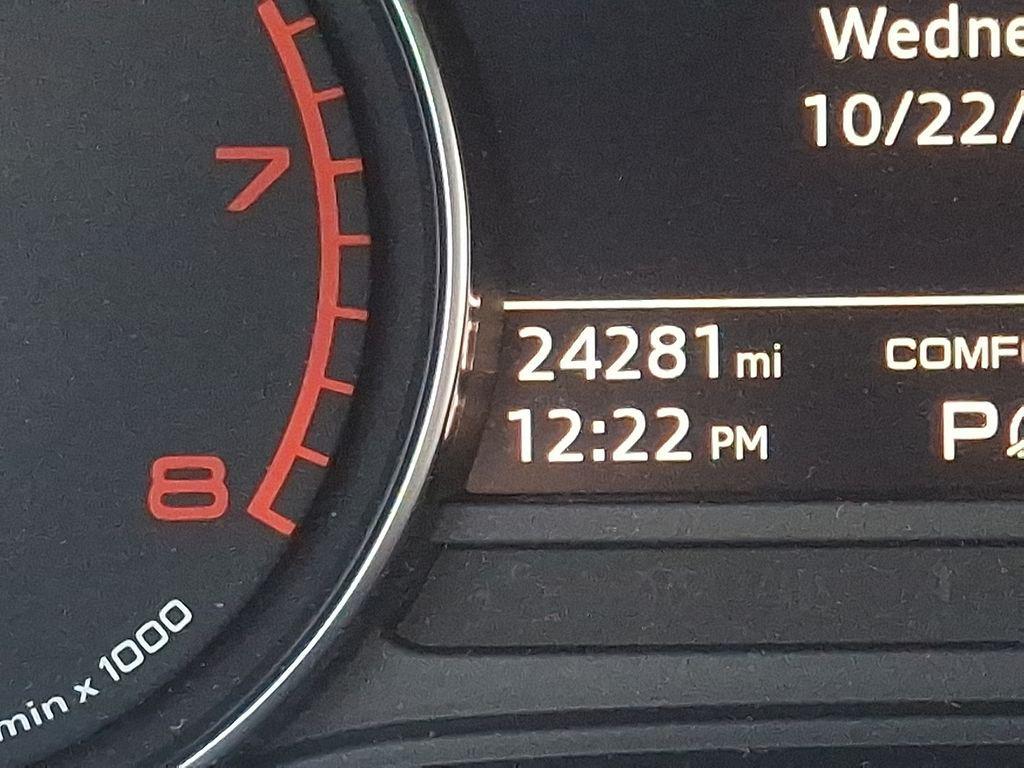 Wedne
10/22/
7
24281 mi
COMF
12:22 PM
P
8
min x 1000